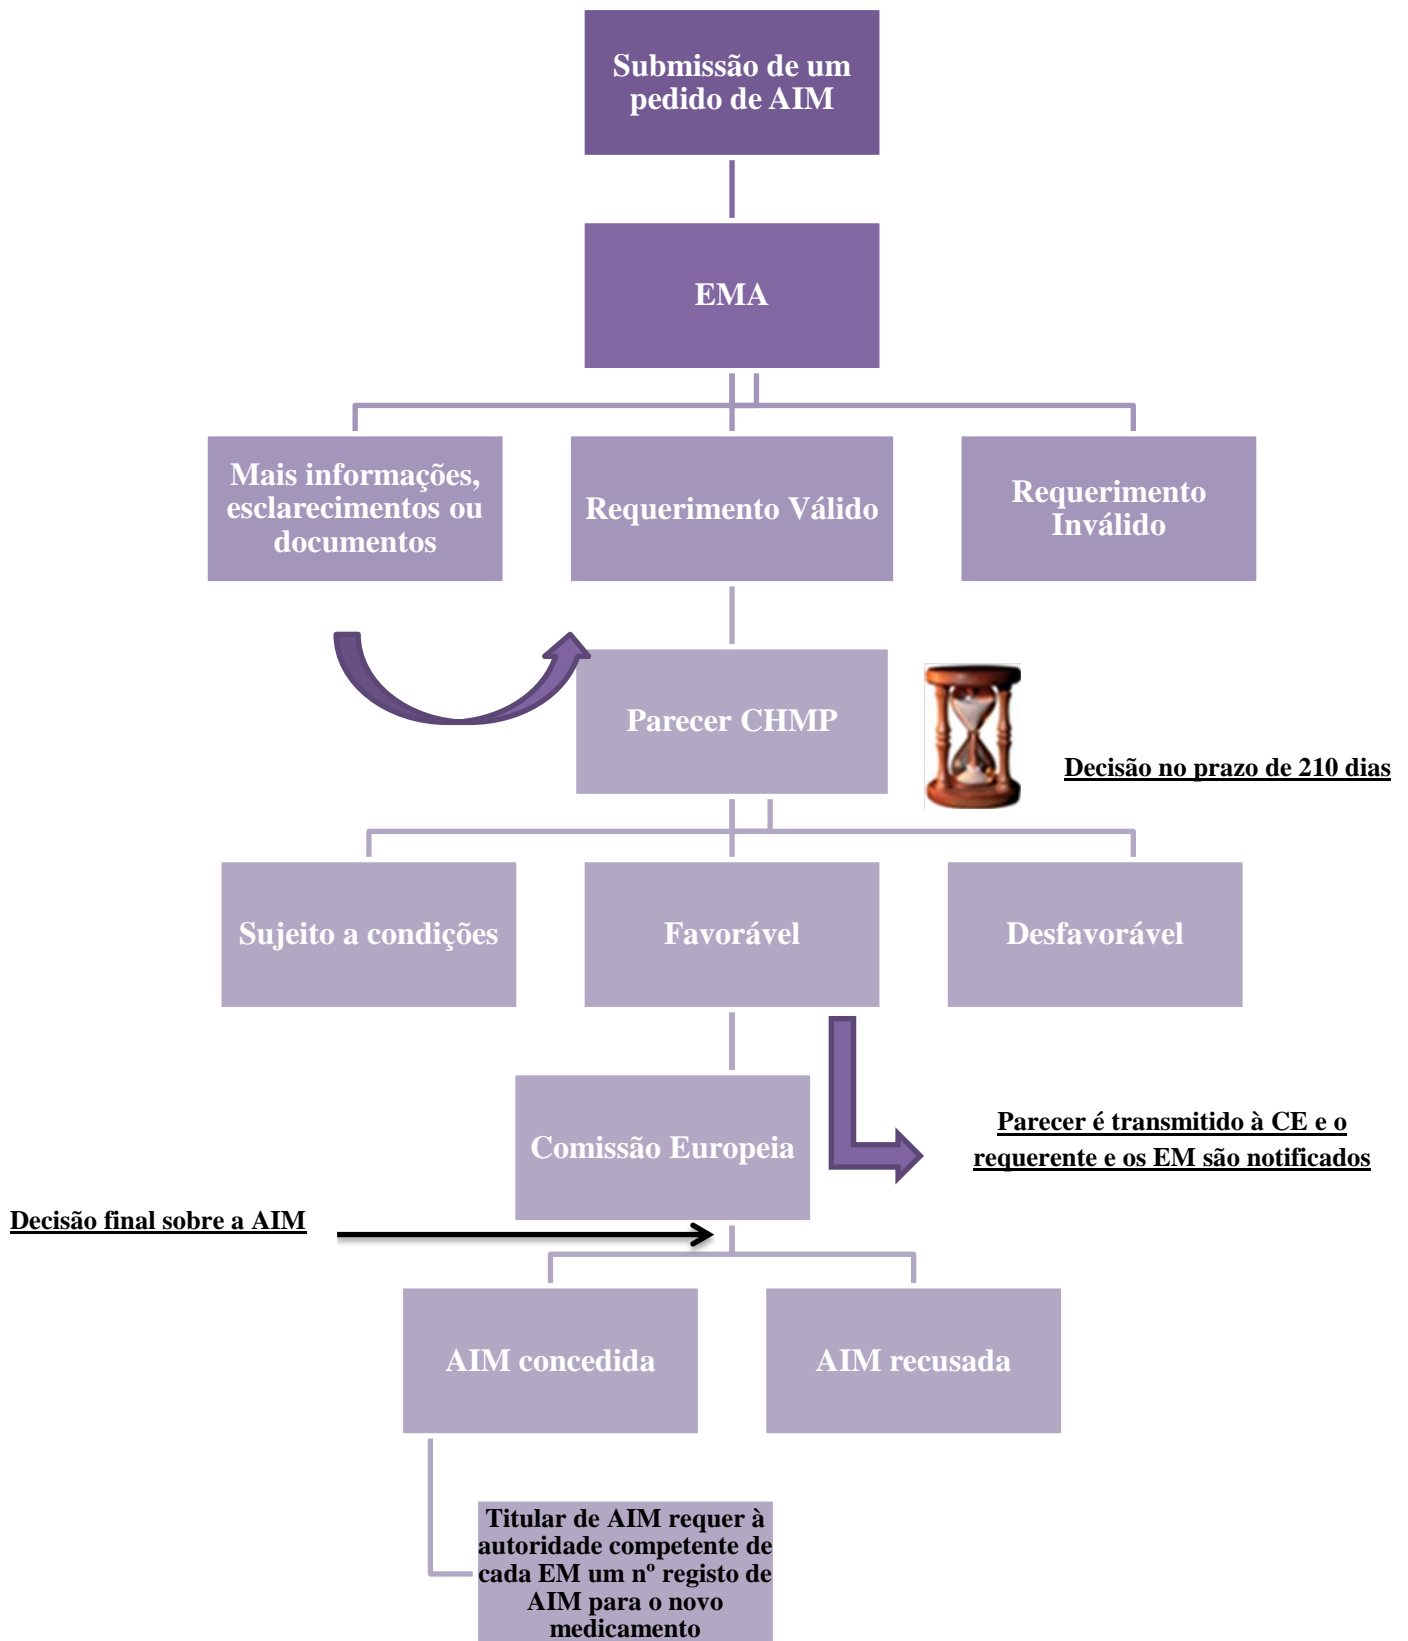 Submissão de um
pedido de AIM
EMA
Mais informações,
esclarecimentos ou
documentos
Requerimento Válido
Requerimento
Inválido
Parecer CHMP
Decisão no prazo de 210 dias
Sujeito a condições
Favorável
Desfavorável
Comissão Europeia
Parecer é transmitido à CE e o
requerente e os EM são notificados
Decisão final sobre a AIM
AIM concedida
AIM recusada
Titular de AIM requer à
autoridade competente de
cada EM um nº registo de
AIM para o novo
medicamento